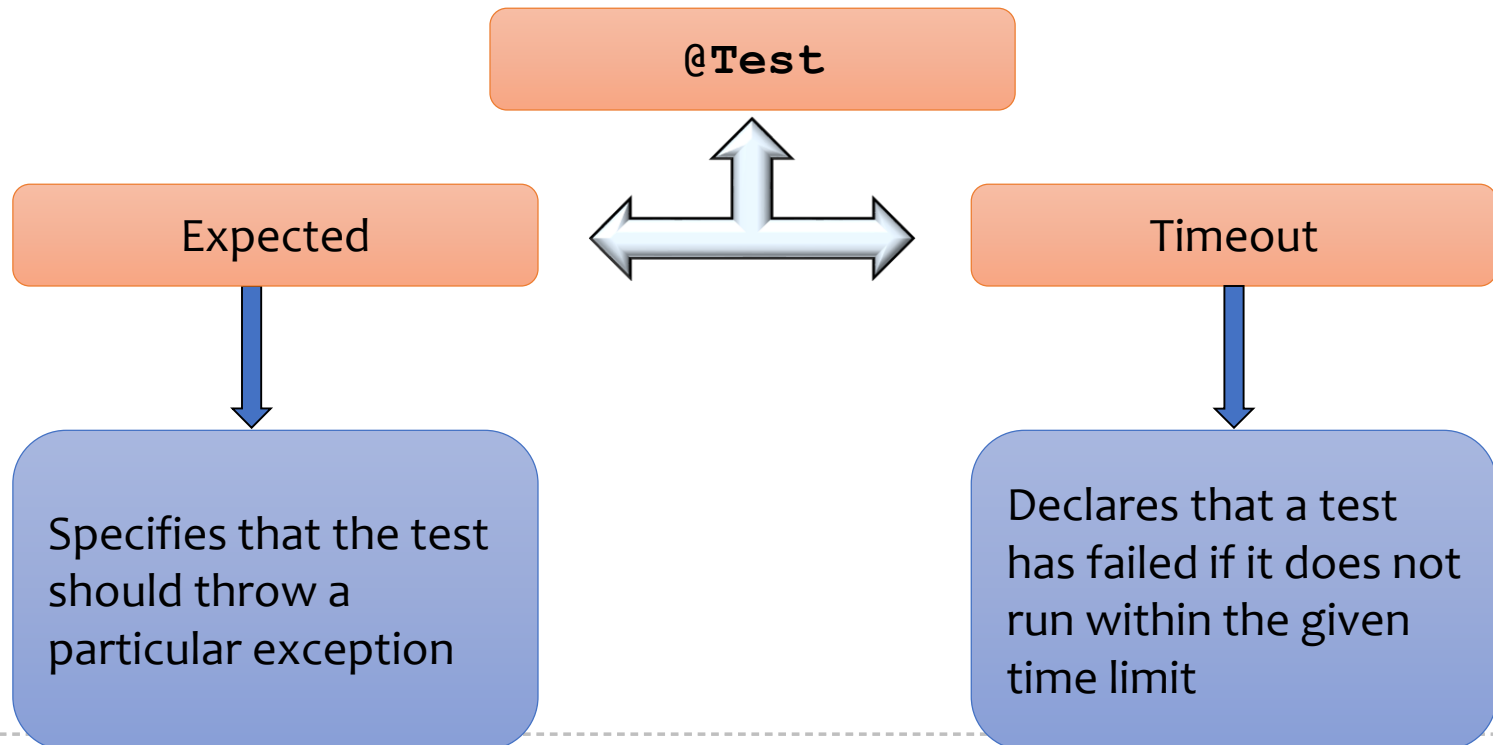 @Test
Expected
Timeout
Specifies that the test
should throw a
particular exception
Declares that a test
has failed if it does not
run within the given
time limit